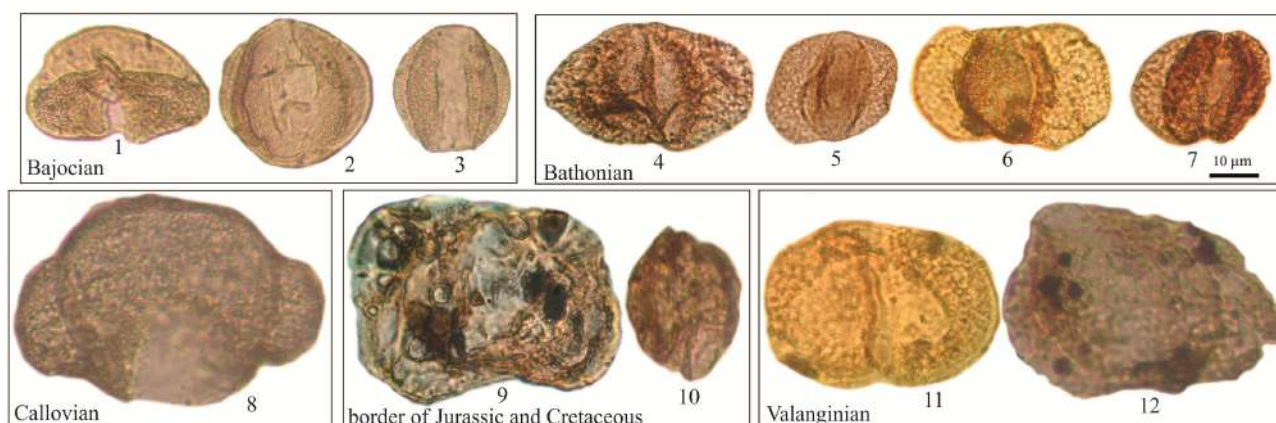 1
2
3
Bajocian
4
5
6
7
10 µm
Bathonian
8
Callovian
9
10
border of Jurassic and Cretaceous
11
12
Valanginian